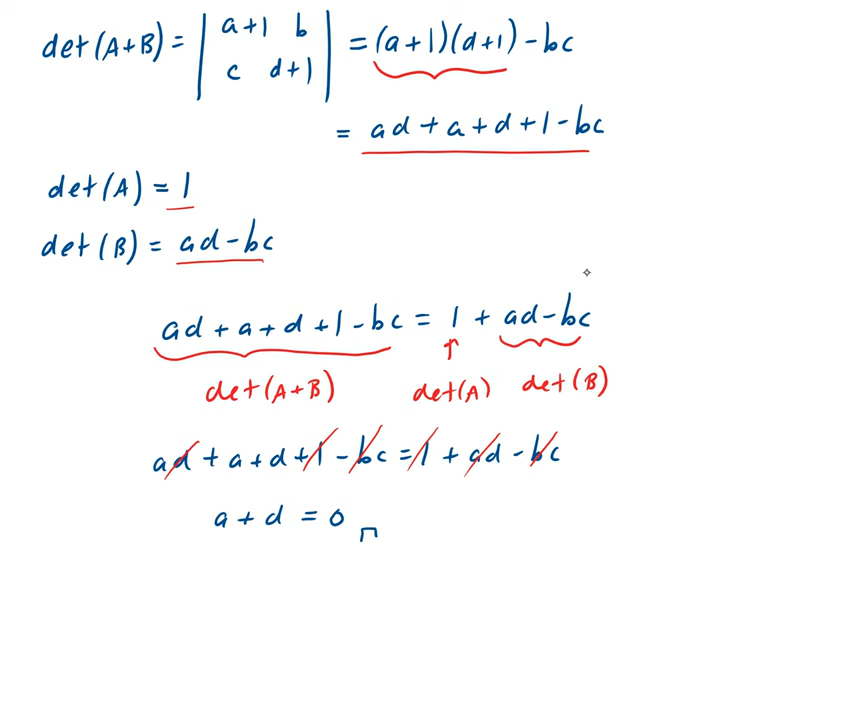 det(A+B) = | a+1 b | = (a+1)(d+1) - bc
| c d+1 |
= ad + a + d + 1 - bc
det(A) = 1
det(B) = ad - bc
ad + a + d + 1 - bc = 1 + ad - bc
↑
det(A+B) det(A) det(B)
ad + a + d + 1 - bc = 1 + ad - bc
a + d = 0